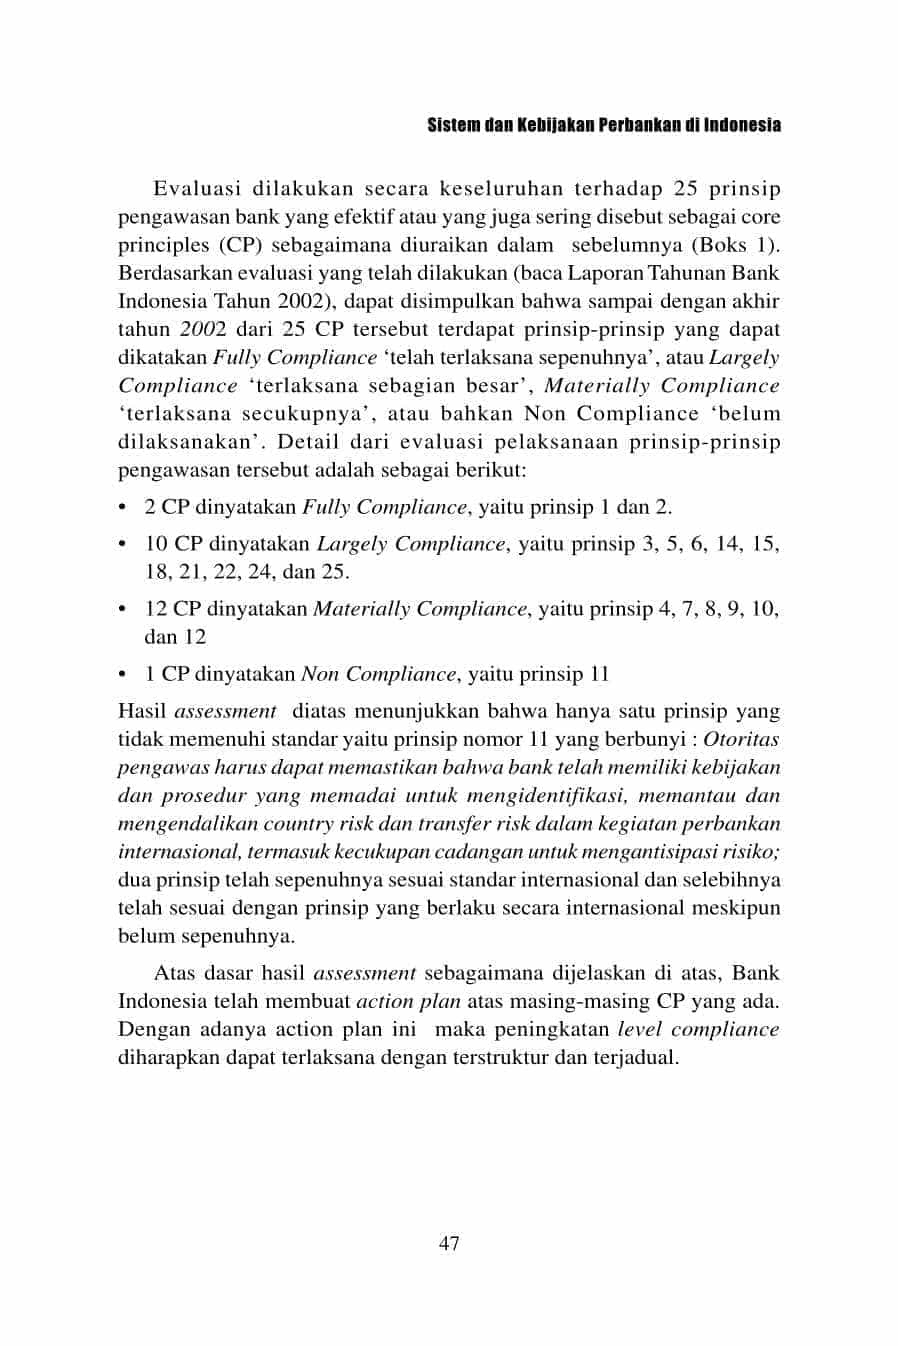 Sistem dan Kebijakan Perbankan di Indonesia
Evaluasi dilakukan secara keseluruhan terhadap 25 prinsip
pengawasan bank yang efektif atau yang juga sering disebut sebagai core
principles (CP) sebagaimana diuraikan dalam sebelumnya (Boks 1).
Berdasarkan evaluasi yang telah dilakukan (baca Laporan Tahunan Bank
Indonesia Tahun 2002), dapat disimpulkan bahwa sampai dengan akhir
tahun 2002 dari 25 CP tersebut terdapat prinsip-prinsip yang dapat
dikatakan Fully Compliance ‘telah terlaksana sepenuhnya’, atau Largely
Compliance ‘terlaksana sebagian besar’, Materially Compliance
‘terlaksana secukupnya’, atau bahkan Non Compliance ‘belum
dilaksanakan’. Detail dari evaluasi pelaksanaan prinsip-prinsip
pengawasan tersebut adalah sebagai berikut:
• 2 CP dinyatakan Fully Compliance, yaitu prinsip 1 dan 2.
• 10 CP dinyatakan Largely Compliance, yaitu prinsip 3, 5, 6, 14, 15,
18, 21, 22, 24, dan 25.
• 12 CP dinyatakan Materially Compliance, yaitu prinsip 4, 7, 8, 9, 10,
dan 12
• 1 CP dinyatakan Non Compliance, yaitu prinsip 11
Hasil assessment diatas menunjukkan bahwa hanya satu prinsip yang
tidak memenuhi standar yaitu prinsip nomor 11 yang berbunyi : Otoritas
pengawas harus dapat memastikan bahwa bank telah memiliki kebijakan
dan prosedur yang memadai untuk mengidentifikasi, memantau dan
mengendalikan country risk dan transfer risk dalam kegiatan perbankan
internasional, termasuk kecukupan cadangan untuk mengantisipasi risiko;
dua prinsip telah sepenuhnya sesuai standar internasional dan selebihnya
telah sesuai dengan prinsip yang berlaku secara internasional meskipun
belum sepenuhnya.
Atas dasar hasil assessment sebagaimana dijelaskan di atas, Bank
Indonesia telah membuat action plan atas masing-masing CP yang ada.
Dengan adanya action plan ini maka peningkatan level compliance
diharapkan dapat terlaksana dengan terstruktur dan terjadual.
47